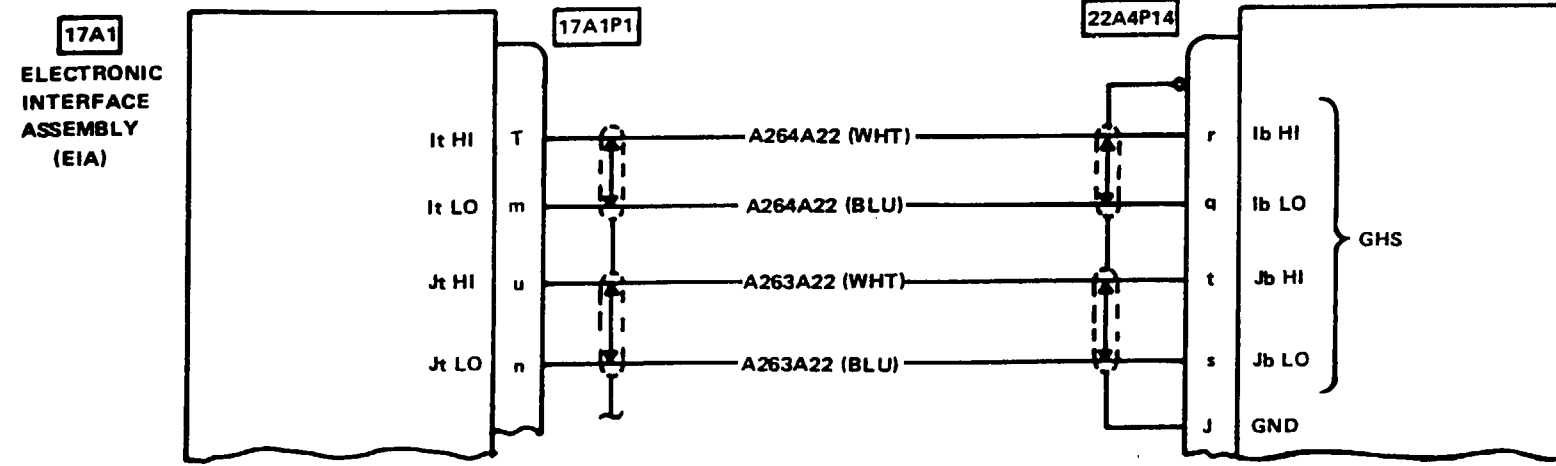 17A1
ELECTRONIC
INTERFACE
ASSEMBLY
(EIA)
17A1P1
22A4P14
It HI T A264A22 (WHT) r Ib HI
It LO m A264A22 (BLU) q Ib LO
GHS
Jt HI u A263A22 (WHT) t Jb HI
Jt LO n A263A22 (BLU) s Jb LO
J GND